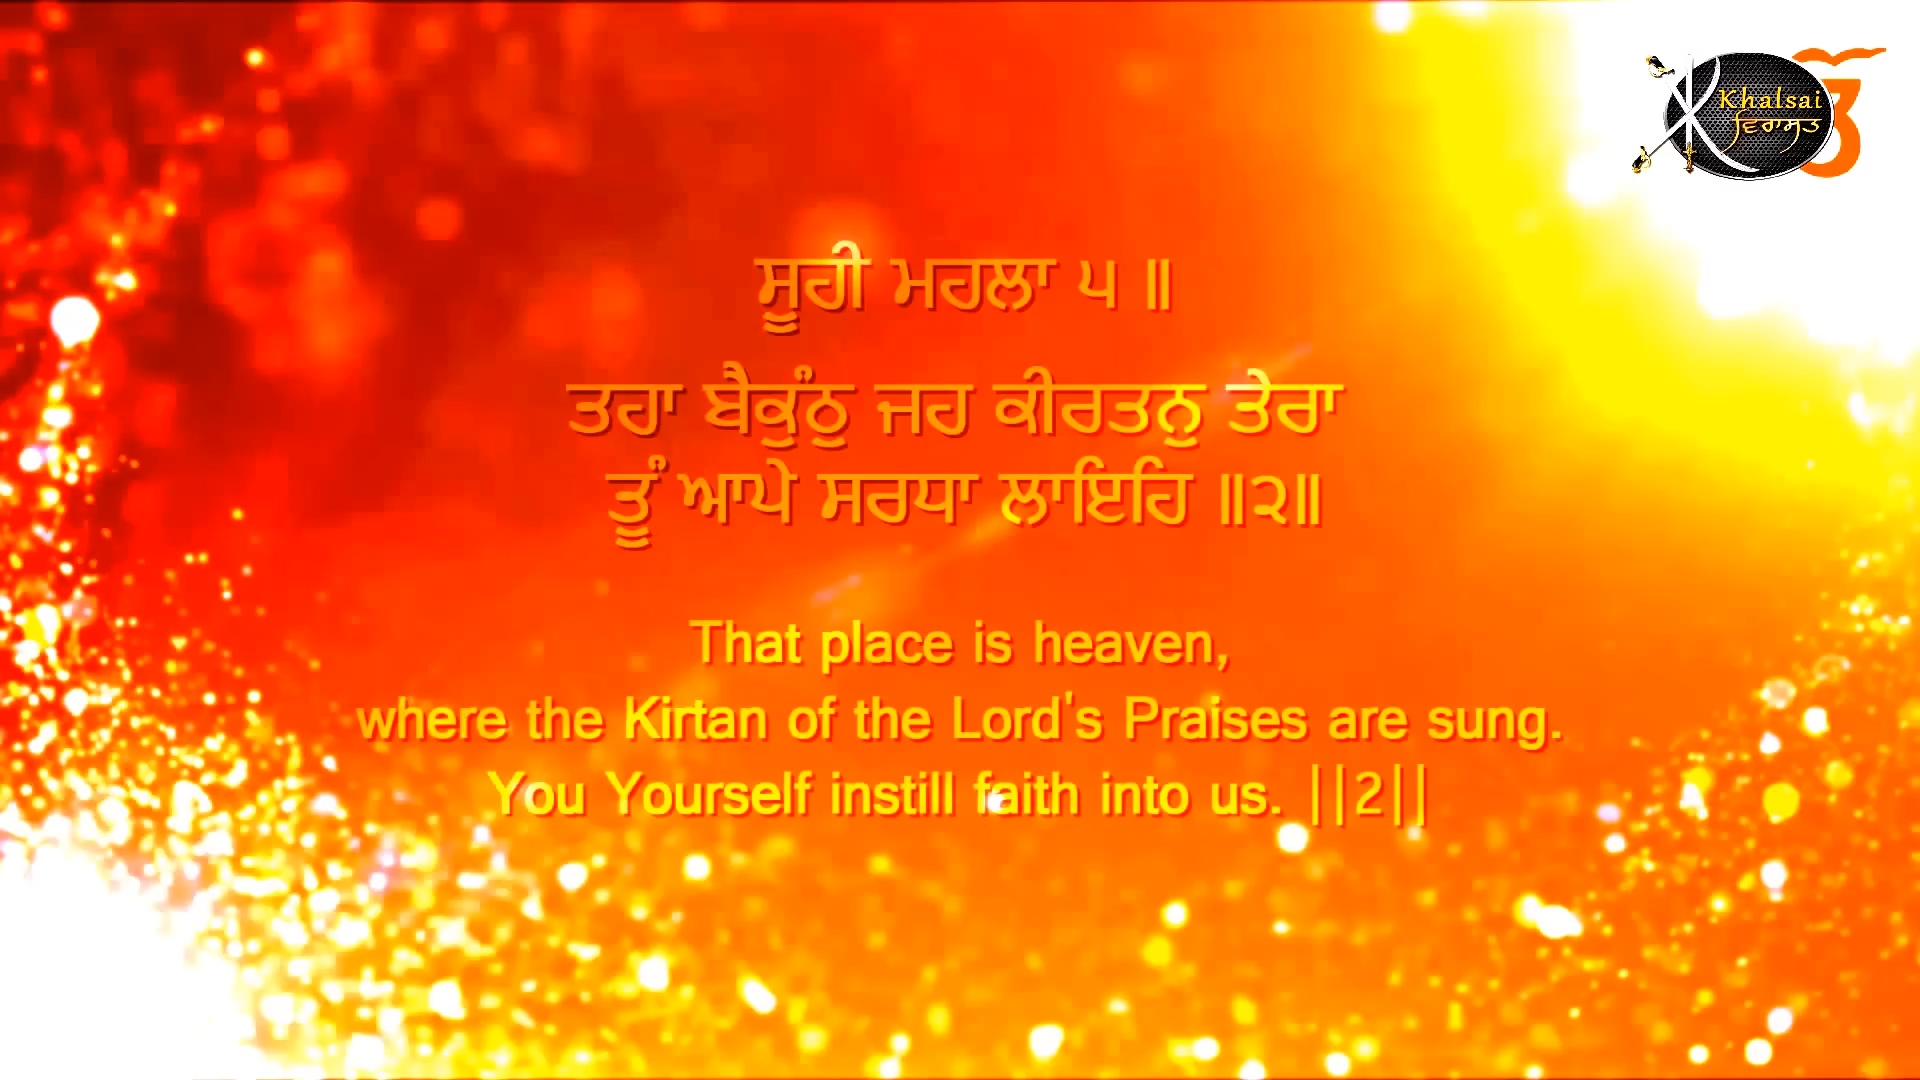 Khalsai
ਵਿਰਾਸਤ
ਸੂਹੀ ਮਹਲਾ ੫ ॥
ਤਹਾ ਬੈਕੁੰਠੁ ਜਹ ਕੀਰਤਨੁ ਤੇਰਾ
ਤੂੰ ਆਪੇ ਸਰਧਾ ਲਾਇਹਿ ॥੨॥
That place is heaven,
where the Kirtan of the Lord's Praises are sung.
You Yourself instill faith into us. ||2||